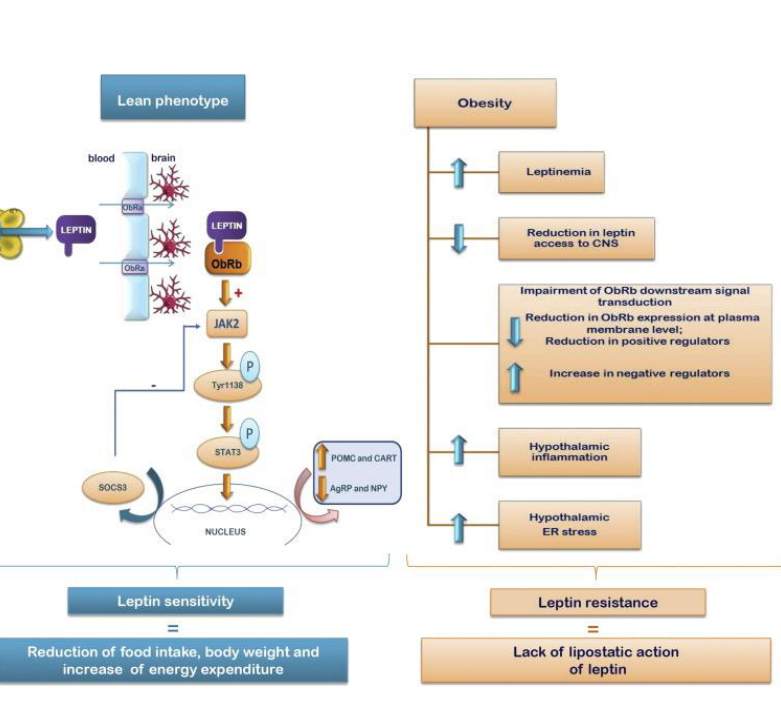 Lean phenotype
blood
brain
ObRa
LEPTIN
ObRa
LEPTIN
ObRb
+
JAK2
P
Tyr1138
-
P
STAT3
SOCS3
NUCLEUS
POMC and CART
AgRP and NPY
Leptin sensitivity
=
Reduction of food intake, body weight and
increase of energy expenditure
Obesity
Leptinemia
Reduction in leptin
access to CNS
Impairment of ObRb downstream signal
transduction
Reduction in ObRb expression at plasma
membrane level;
Reduction in positive regulators
Increase in negative regulators
Hypothalamic
inflammation
Hypothalamic
ER stress
Leptin resistance
=
Lack of lipostatic action
of leptin